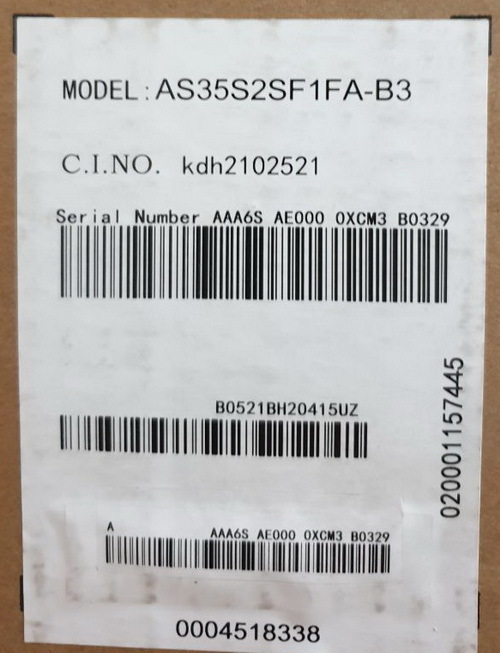 MODEL:AS35S2SF1FA-B3
C.I.NO. kdh2102521
Serial Number AAA6S AE000 0XCM3 B0329
B0521BH20415UZ
020001157445
A AAA6S AE000 0XCM3 B0329
0004518338